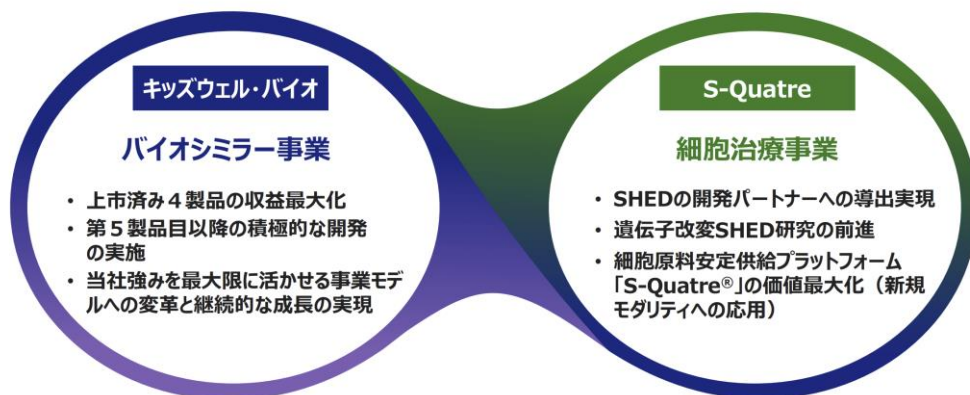 キッズウェル・バイオ
バイオシミラー事業
・ 上市済み４製品の収益最大化
・ 第５製品目以降の積極的な開発
の実施
・ 当社強みを最大限に活かせる事業モデ
ルへの変革と継続的な成長の実現
S-Quatre
細胞治療事業
・ SHEDの開発パートナーへの導出実現
・ 遺伝子改変SHED研究の前進
・ 細胞原料安定供給プラットフォーム
「S-Quatre®」の価値最大化（新規
モダリティへの応用）